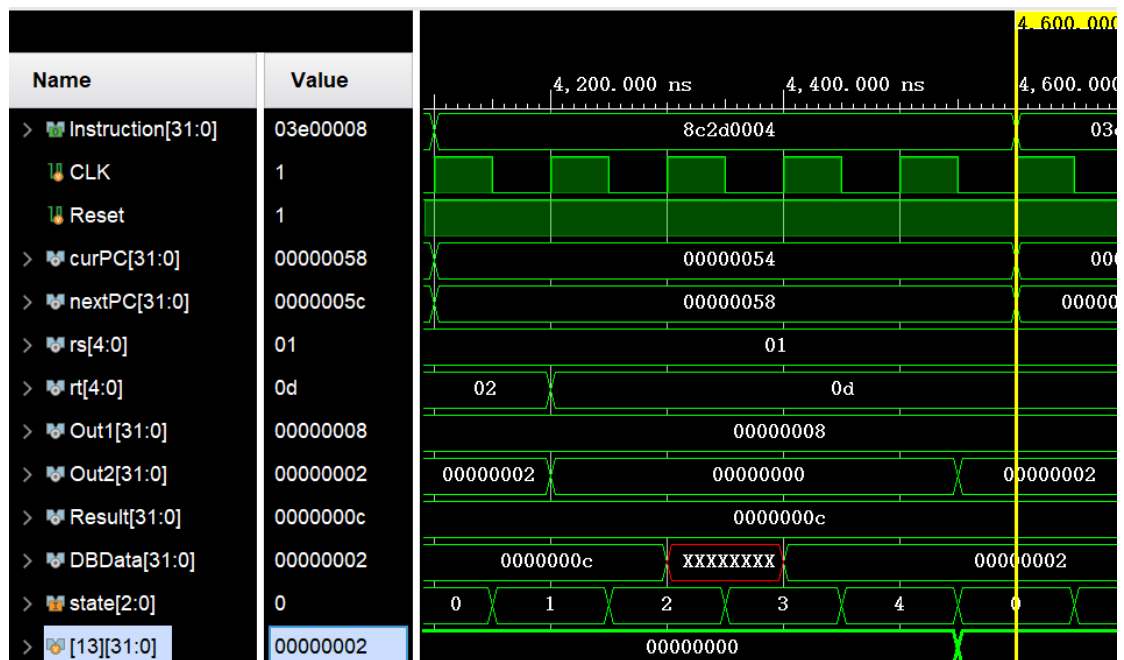 4,600.000
Name Value 4,200.000 ns 4,400.000 ns 4,600.000
Instruction[31:0] 03e00008 8c2d0004 03e
CLK 1
Reset 1
curPC[31:0] 00000058 00000054 000
nextPC[31:0] 0000005c 00000058 00000
rs[4:0] 01 01
rt[4:0] 0d 02 0d
Out1[31:0] 00000008 00000008
Out2[31:0] 00000002 00000002 00000000 00000002
Result[31:0] 0000000c 0000000c
DBData[31:0] 00000002 0000000c XXXXXXXX 00000002
state[2:0] 0 0 1 2 3 4 0
[13][31:0] 00000002 00000000